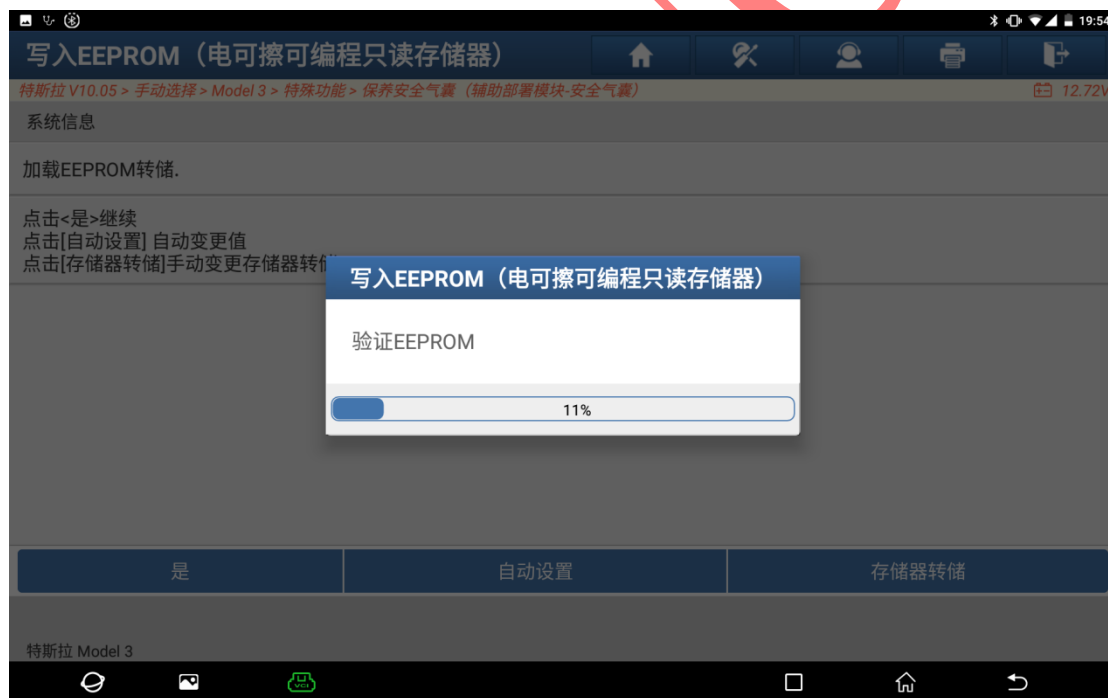 19:54
写入EEPROM（电可擦可编程只读存储器）
特斯拉 V10.05 > 手动选择 > Model 3 > 特殊功能 > 保养安全气囊（辅助部署模块-安全气囊）
12.72V
系统信息
加载EEPROM转储.
点击<是>继续
点击[自动设置] 自动变更值
点击[存储器转储]手动变更存储器转储
写入EEPROM（电可擦可编程只读存储器）
验证EEPROM
11%
是
自动设置
存储器转储
特斯拉 Model 3
VCI